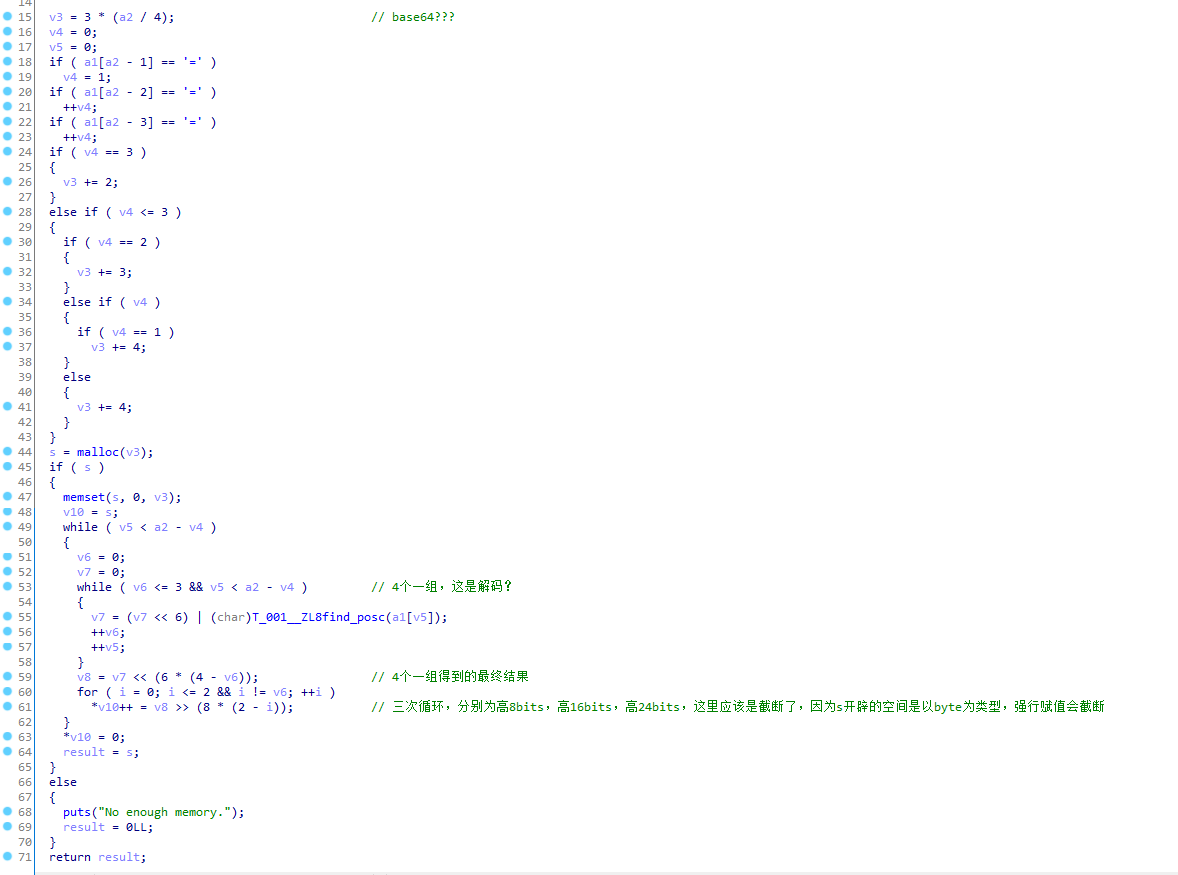 14
15 v3 = 3 * (a2 / 4); // base64???
16 v4 = 0;
17 v5 = 0;
18 if ( a1[a2 - 1] == '=' )
19 v4 = 1;
20 if ( a1[a2 - 2] == '=' )
21 ++v4;
22 if ( a1[a2 - 3] == '=' )
23 ++v4;
24 if ( v4 == 3 )
25 {
26 v3 += 2;
27 }
28 else if ( v4 <= 3 )
29 {
30 if ( v4 == 2 )
31 {
32 v3 += 3;
33 }
34 else if ( v4 )
35 {
36 if ( v4 == 1 )
37 v3 += 4;
38 }
39 else
40 {
41 v3 += 4;
42 }
43 }
44 s = malloc(v3);
45 if ( s )
46 {
47 memset(s, 0, v3);
48 v10 = s;
49 while ( v5 < a2 - v4 )
50 {
51 v6 = 0;
52 v7 = 0;
53 while ( v6 <= 3 && v5 < a2 - v4 ) // 4个一组，这是解码？
54 {
55 v7 = (v7 << 6) | (char)T_001__ZL8find_posc(a1[v5]);
56 ++v6;
57 ++v5;
58 }
59 v8 = v7 << (6 * (4 - v6)); // 4个一组得到的最终结果
60 for ( i = 0; i <= 2 && i != v6; ++i )
61 *v10++ = v8 >> (8 * (2 - i)); // 三次循环，分别为高8bits，高16bits，高24bits，这里应该是截断了，因为s开辟的空间是以byte为类型，强行赋值会截断
62 }
63 *v10 = 0;
64 result = s;
65 }
66 else
67 {
68 puts("No enough memory.");
69 result = 0LL;
70 }
71 return result;